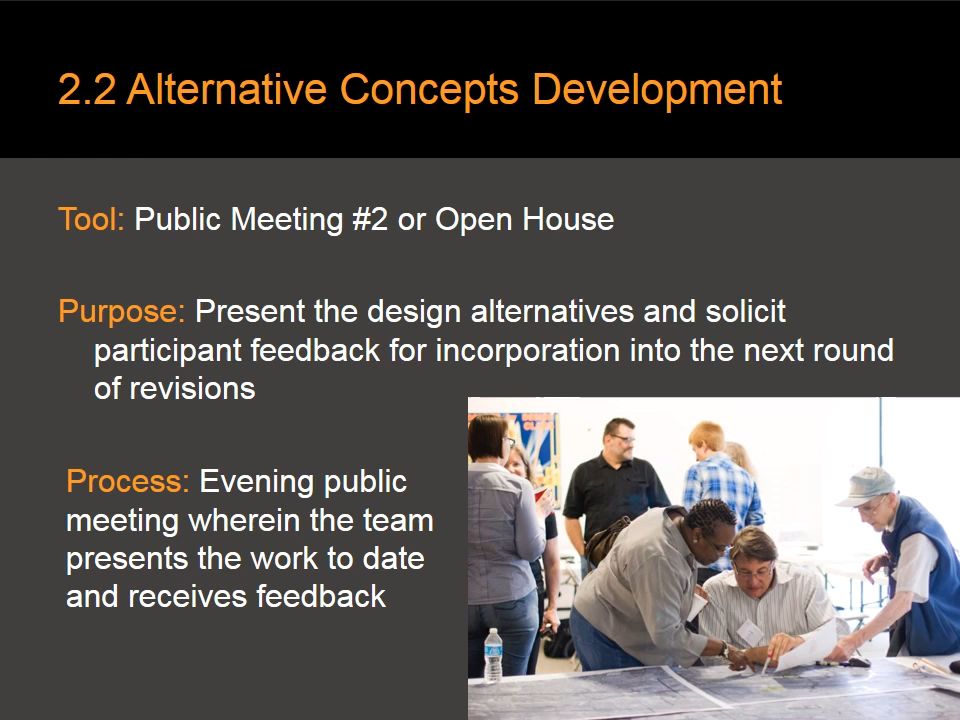 2.2 Alternative Concepts Development
Tool: Public Meeting #2 or Open House
Purpose: Present the design alternatives and solicit
participant feedback for incorporation into the next round
of revisions
Process: Evening public
meeting wherein the team
presents the work to date
and receives feedback